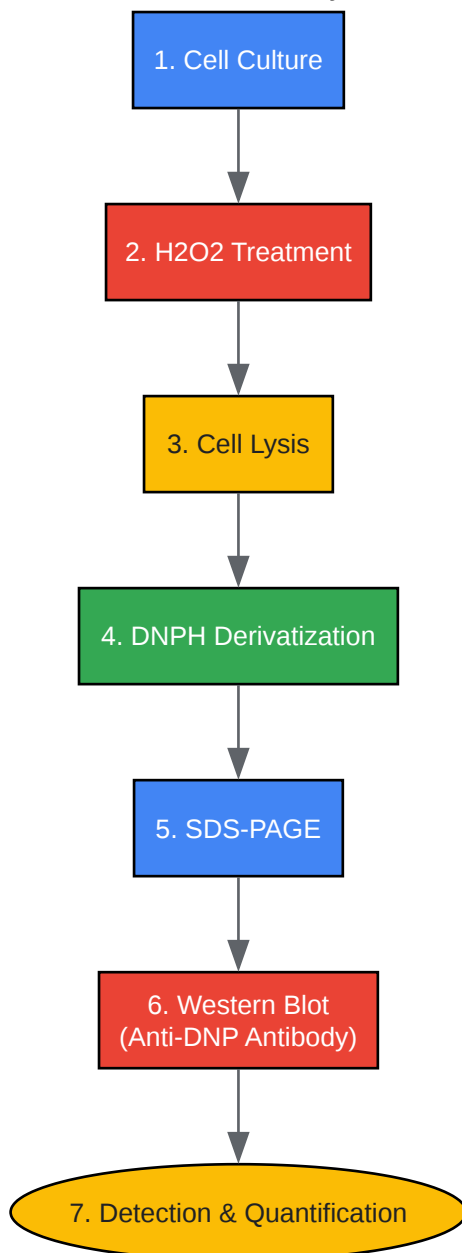 1. Cell Culture
2. H2O2 Treatment
3. Cell Lysis
4. DNPH Derivatization
5. SDS-PAGE
6. Western Blot
(Anti-DNP Antibody)
7. Detection & Quantification